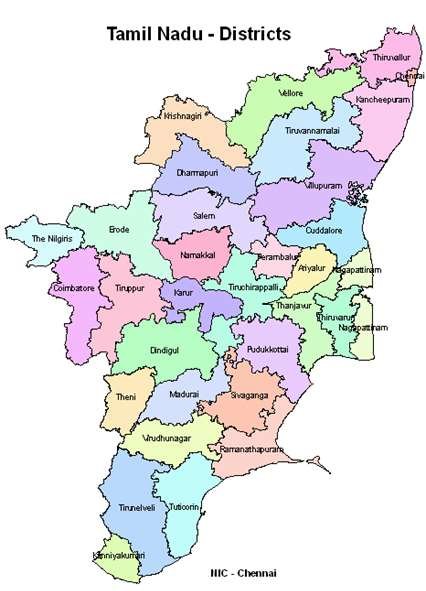 Tamil Nadu - Districts
Thiruvallur
Chennai
Vellore
Kancheepuram
Krishnagiri
Tiruvannamalai
Dharmapuri
Villupuram
Salem
Erode
Cuddalore
The Nilgiris
Namakkal
Perambalur
Ariyalur
Nagapattinam
Coimbatore
Tiruppur
Karur
Tiruchirappalli
Thanjavur
Thiruvarur
Nagapattinam
Dindigul
Pudukkottai
Theni
Madurai
Sivaganga
Virudhunagar
Ramanathapuram
Tirunelveli
Tuticorin
Kanniyakumari
NIC - Chennai